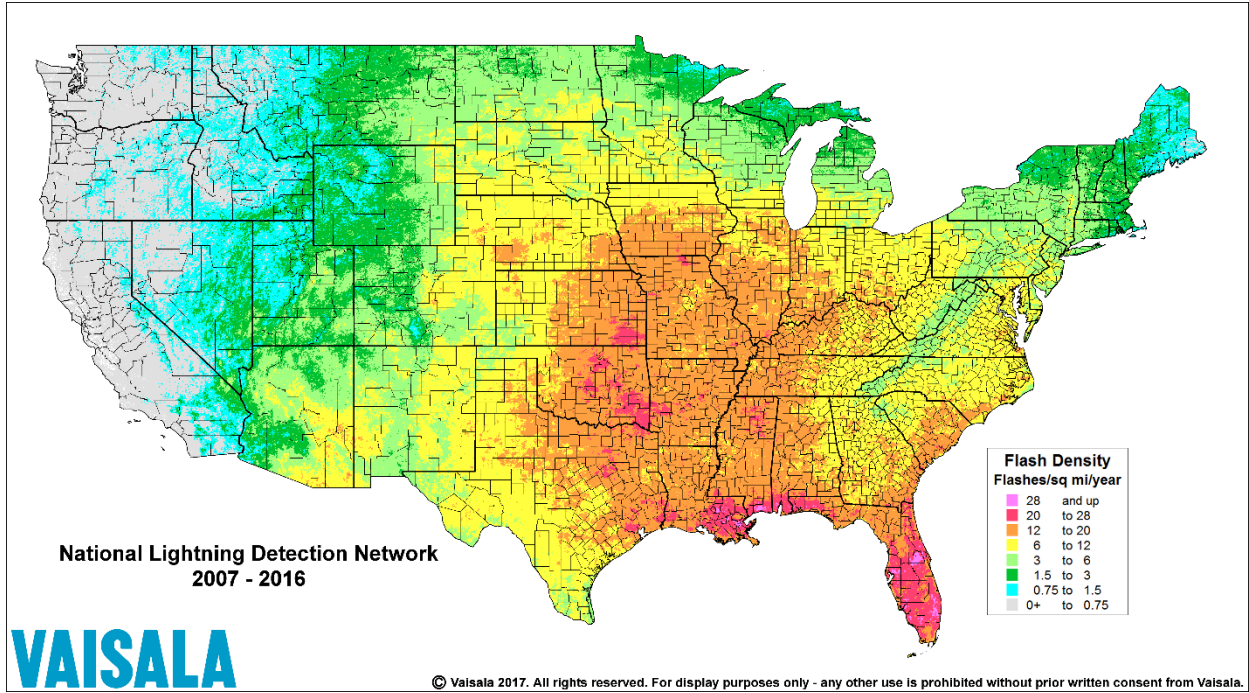 National Lightning Detection Network
2007 - 2016
Flash Density
Flashes/sq mi/year
28 and up
20 to 28
12 to 20
6 to 12
3 to 6
1.5 to 3
0.75 to 1.5
0+ to 0.75
VAISALA
© Vaisala 2017. All rights reserved. For display purposes only - any other use is prohibited without prior written consent from Vaisala.